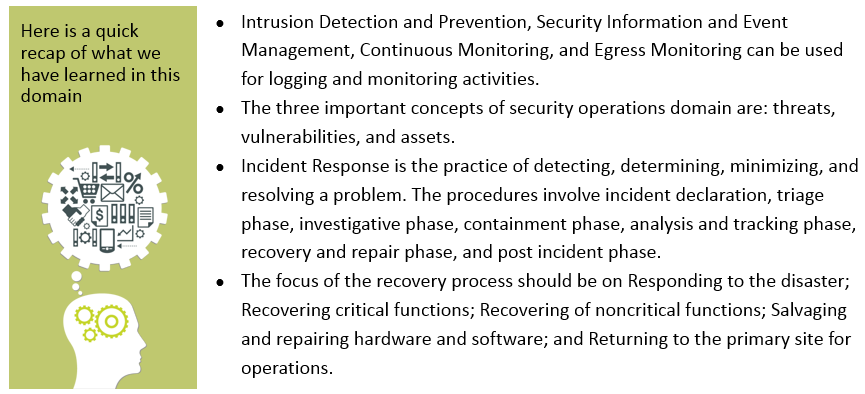 Here is a quick
recap of what we
have learned in this
domain
● Intrusion Detection and Prevention, Security Information and Event
Management, Continuous Monitoring, and Egress Monitoring can be used
for logging and monitoring activities.
● The three important concepts of security operations domain are: threats,
vulnerabilities, and assets.
● Incident Response is the practice of detecting, determining, minimizing, and
resolving a problem. The procedures involve incident declaration, triage
phase, investigative phase, containment phase, analysis and tracking phase,
recovery and repair phase, and post incident phase.
● The focus of the recovery process should be on Responding to the disaster;
Recovering critical functions; Recovering of noncritical functions; Salvaging
and repairing hardware and software; and Returning to the primary site for
operations.